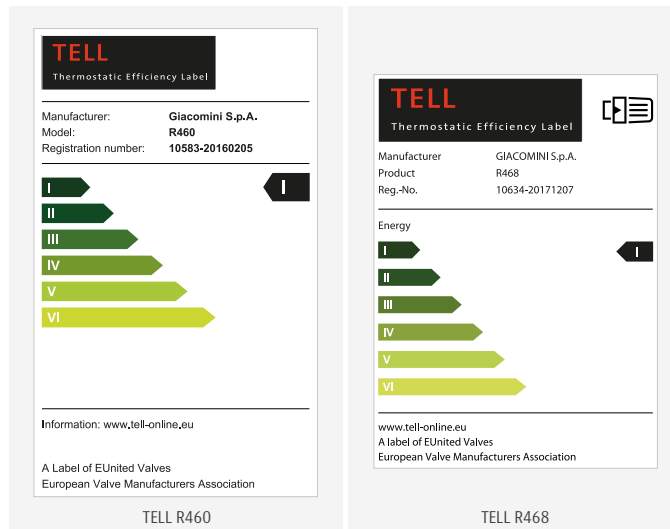 TELL
Thermostatic Efficiency Label
Manufacturer: Giacomini S.p.A.
Model: R460
Registration number: 10583-20160205
I I
II
III
IV
V
VI
Information: www.tell-online.eu
A Label of EUnited Valves
European Valve Manufacturers Association
TELL R460
TELL
Thermostatic Efficiency Label
Manufacturer GIACOMINI S.p.A.
Product R468
Reg.-No. 10634-20171207
Energy
I I
II
III
IV
V
VI
www.tell-online.eu
A label of EUnited Valves
European Valve Manufacturers Association
TELL R468